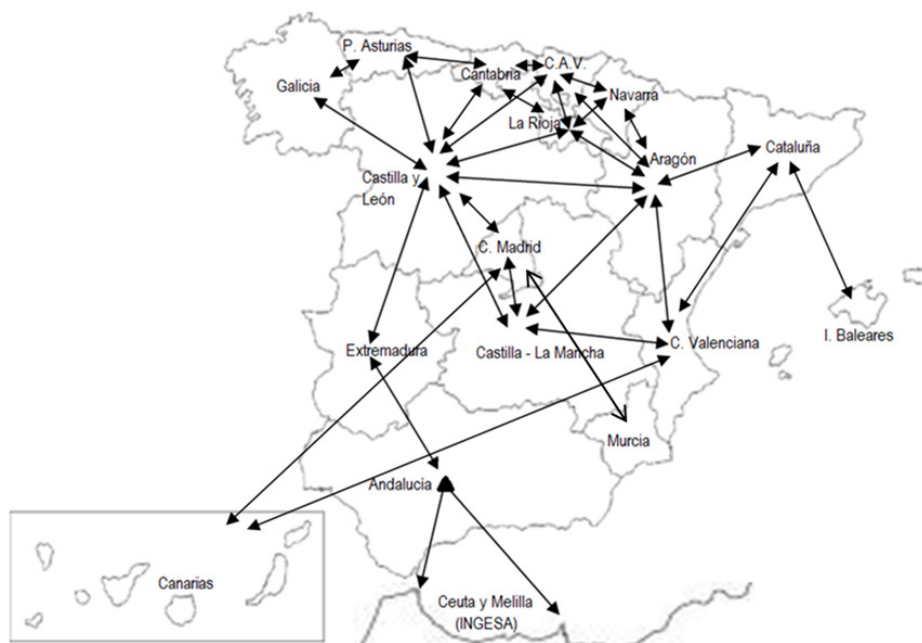 P. Asturias
Cantabria
C.A.V.
Galicia
Navarra
La Rioja
Aragón
Cataluña
Castilla y
León
C. Madrid
I. Baleares
Extremadura
Castilla - La Mancha
C. Valenciana
Murcia
Andalucia
Canarias
Ceuta y Melilla
(INGESA)